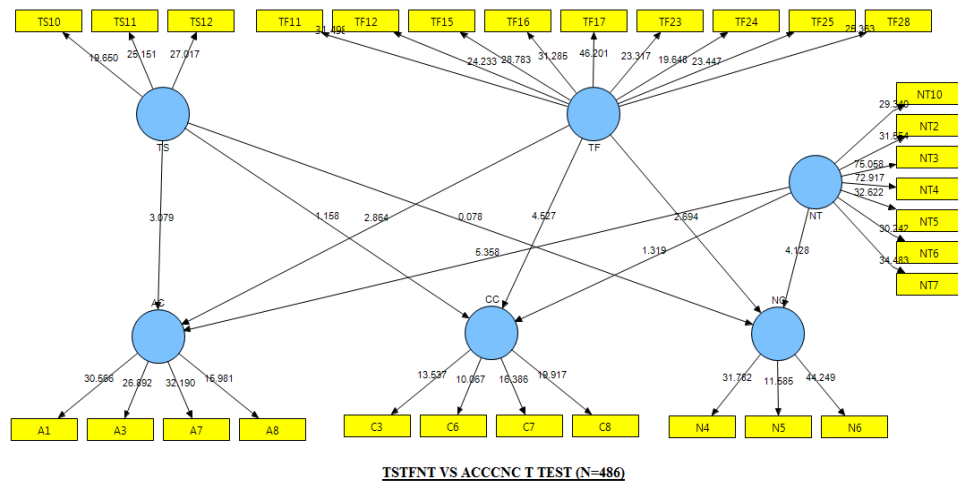 TS10 TS11 TS12 TF11 TF12 TF15 TF16 TF17 TF23 TF24 TF25 TF28
19.650 25.151 27.017 31.498 24.233 28.783 31.285 46.201 23.317 19.648 23.447 25.353
TS TF
NT10
29.340
NT2
31.554
NT3
75.058
NT4
72.917
NT5
32.622
NT6
30.242
NT7
34.483
NT
3.079 1.158 2.864 0.078 4.527 2.694
5.358 1.319 4.128
AC CC NC
30.566 26.892 32.190 15.981 13.537 10.067 16.386 19.917 31.782 11.585 44.249
A1 A3 A7 A8 C3 C6 C7 C8 N4 N5 N6
TSTFNT VS ACCCNC T TEST (N=486)